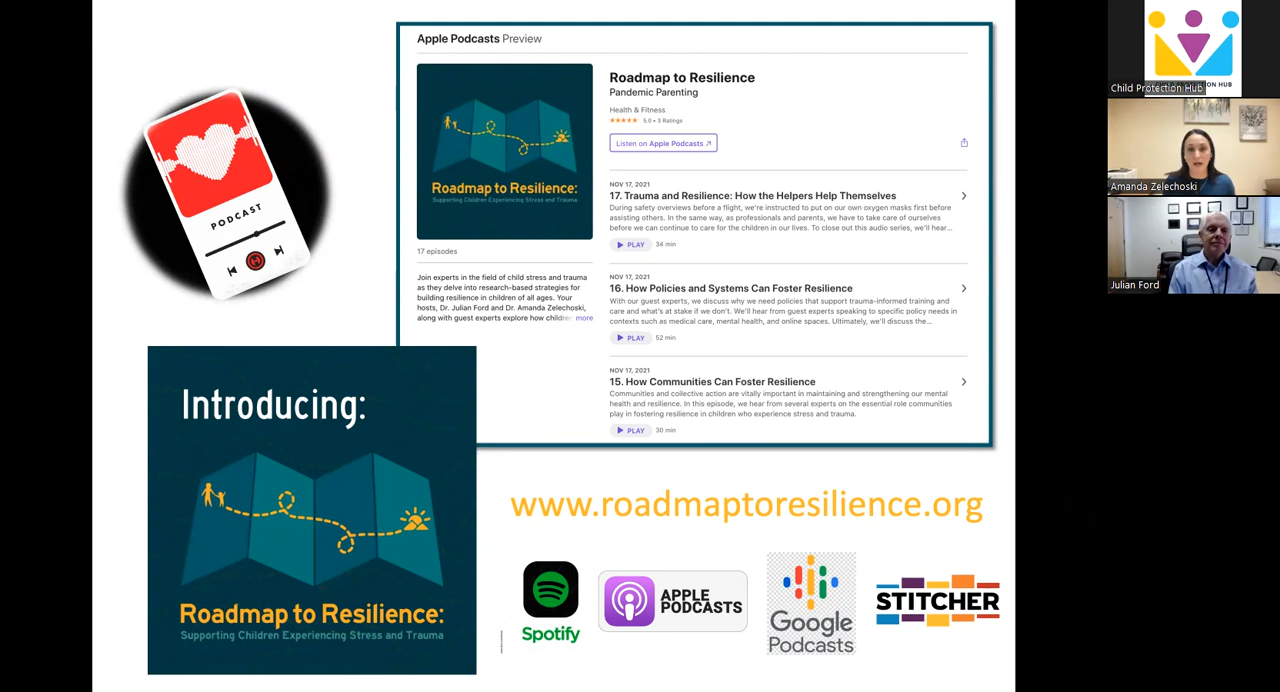 PODCAST
Apple Podcasts Preview
Roadmap to Resilience:
Supporting Children Experiencing Stress and Trauma
17 episodes
Join experts in the field of child stress and trauma
as they delve into research-based strategies for
building resilience in children of all ages. Your
hosts, Dr. Julian Ford and Dr. Amanda Zelechoski,
along with guest experts explore how children more
Roadmap to Resilience
Pandemic Parenting
Health & Fitness
★★★★★ 5.0 • 3 Ratings
Listen on Apple Podcasts ↗
NOV 17, 2021
17. Trauma and Resilience: How the Helpers Help Themselves
During safety overviews before a flight, we're instructed to put on our own oxygen masks first before
assisting others. In the same way, as professionals and parents, we have to take care of ourselves
before we can continue to care for the children in our lives. To close out this audio series, we'll hear...
PLAY 34 min
NOV 17, 2021
16. How Policies and Systems Can Foster Resilience
With our guest experts, we discuss why we need policies that support trauma-informed training and
care and what's at stake if we don't. We'll hear from guest experts speaking to specific policy needs in
contexts such as medical care, mental health, and online spaces. Ultimately, we'll discuss the...
PLAY 52 min
NOV 17, 2021
15. How Communities Can Foster Resilience
Communities and collective action are vitally important in maintaining and strengthening our mental
health and resilience. In this episode, we hear from several experts on the essential role communities
play in fostering resilience in children who experience stress and trauma.
PLAY 30 min
Introducing:
Roadmap to Resilience:
Supporting Children Experiencing Stress and Trauma
www.roadmaptoresilience.org
Spotify
APPLE
PODCASTS
Google
Podcasts
STITCHER
Child Protection Hub
HUB
Amanda Zelechoski
Julian Ford